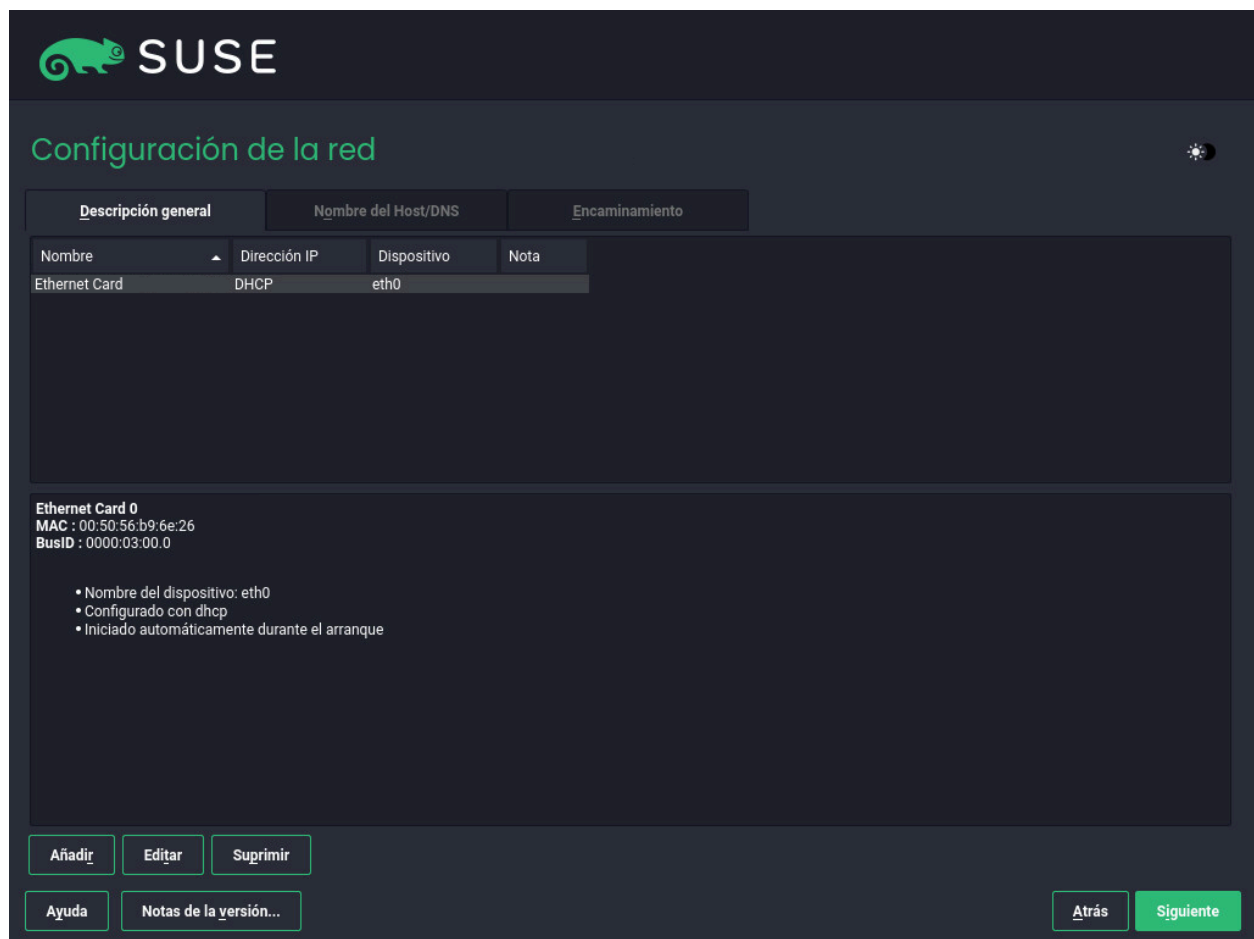 SUSE
Configuración de la red
Descripción general Nombre del Host/DNS Encaminamiento
Nombre Dirección IP Dispositivo Nota
Ethernet Card DHCP eth0
Ethernet Card 0
MAC : 00:50:56:b9:6e:26
BusID : 0000:03:00.0
• Nombre del dispositivo: eth0
• Configurado con dhcp
• Iniciado automáticamente durante el arranque
Añadir Editar Suprimir
Ayuda Notas de la versión... Atrás Siguiente